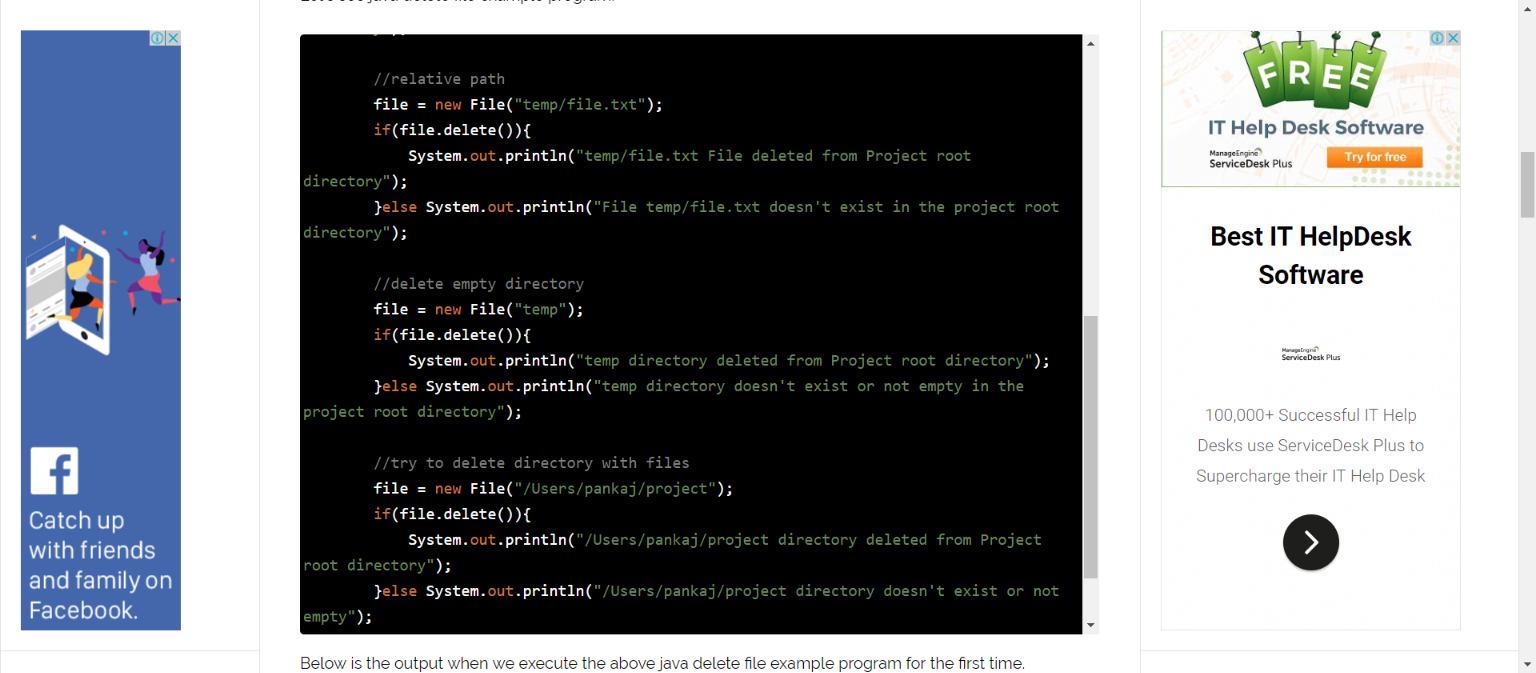 Catch up
with friends
and family on
Facebook.
//relative path
file = new File("temp/file.txt");
if(file.delete()){
System.out.println("temp/file.txt File deleted from Project root
directory");
}else System.out.println("File temp/file.txt doesn't exist in the project root
directory");
//delete empty directory
file = new File("temp");
if(file.delete()){
System.out.println("temp directory deleted from Project root directory");
}else System.out.println("temp directory doesn't exist or not empty in the
project root directory");
//try to delete directory with files
file = new File("/Users/pankaj/project");
if(file.delete()){
System.out.println("/Users/pankaj/project directory deleted from Project
root directory");
}else System.out.println("/Users/pankaj/project directory doesn't exist or not
empty");
Below is the output when we execute the above java delete file example program for the first time.
FREE
IT Help Desk Software
ManageEngine
ServiceDesk Plus
Try for free
Best IT HelpDesk
Software
ManageEngine
ServiceDesk Plus
100,000+ Successful IT Help
Desks use ServiceDesk Plus to
Supercharge their IT Help Desk